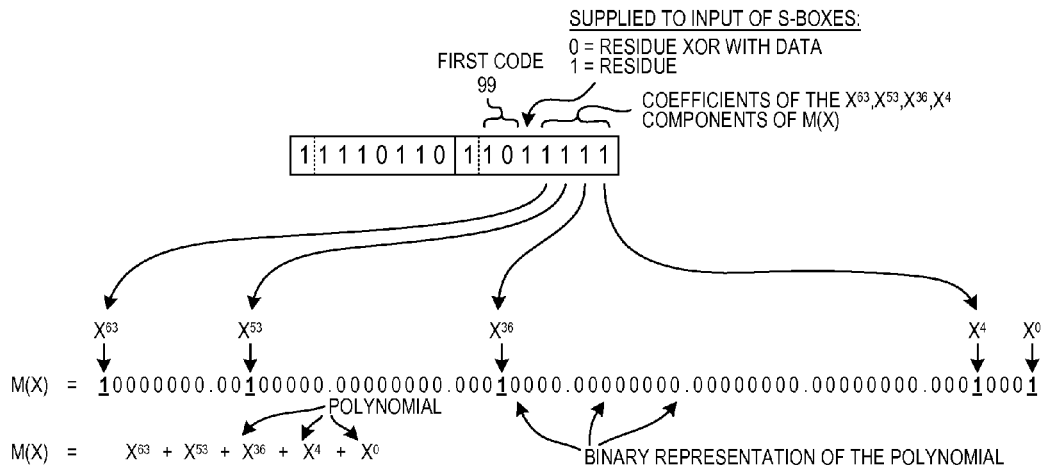 SUPPLIED TO INPUT OF S-BOXES:
0 = RESIDUE XOR WITH DATA
1 = RESIDUE
FIRST CODE
99
COEFFICIENTS OF THE X⁶³,X⁵³,X³⁶,X⁴
COMPONENTS OF M(X)
1 1 1 1 0 1 1 0 1 1 0 1 1 1 1 1
X⁶³ X⁵³ X³⁶ X⁴ X⁰
M(X) = 10000000.00100000.00000000.00010000.00000000.00000000.00000000.00010001
POLYNOMIAL
M(X) = X⁶³ + X⁵³ + X³⁶ + X⁴ + X⁰
BINARY REPRESENTATION OF THE POLYNOMIAL